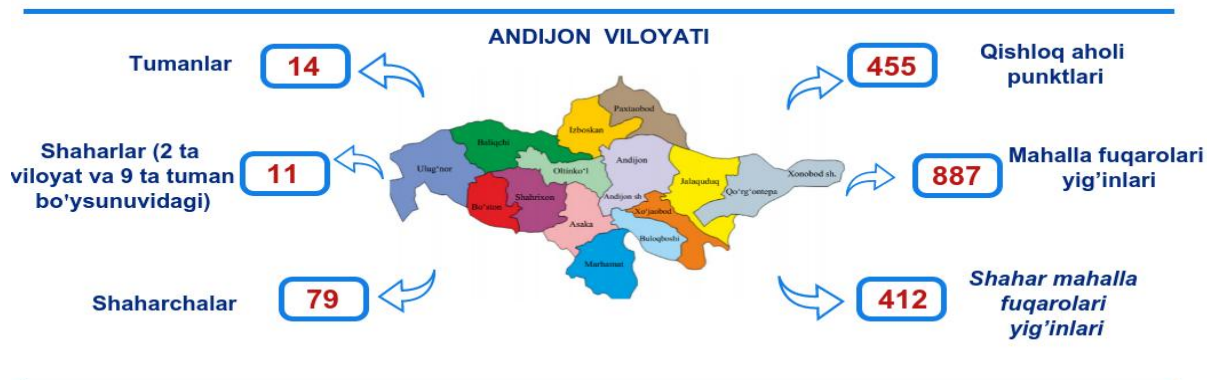 ANDIJON VILOYATI
Tumanlar
14
Shaharlar (2 ta
viloyat va 9 ta tuman
bo'ysunuvidagi)
11
Shaharchalar
79
Paxtaobod
Izboskan
Baliqchi
Andijon
Ulug‘nor
Oltinko‘l
Jalaquduq
Xonobod sh.
Qo‘rg‘ontepa
Bo‘ston
Shahrixon
Andijon sh
Xo‘jaobod
Asaka
Buloqboshi
Marhamat
455
Qishloq aholi
punktlari
887
Mahalla fuqarolari
yig’inlari
412
Shahar mahalla
fuqarolari
yig’inlari